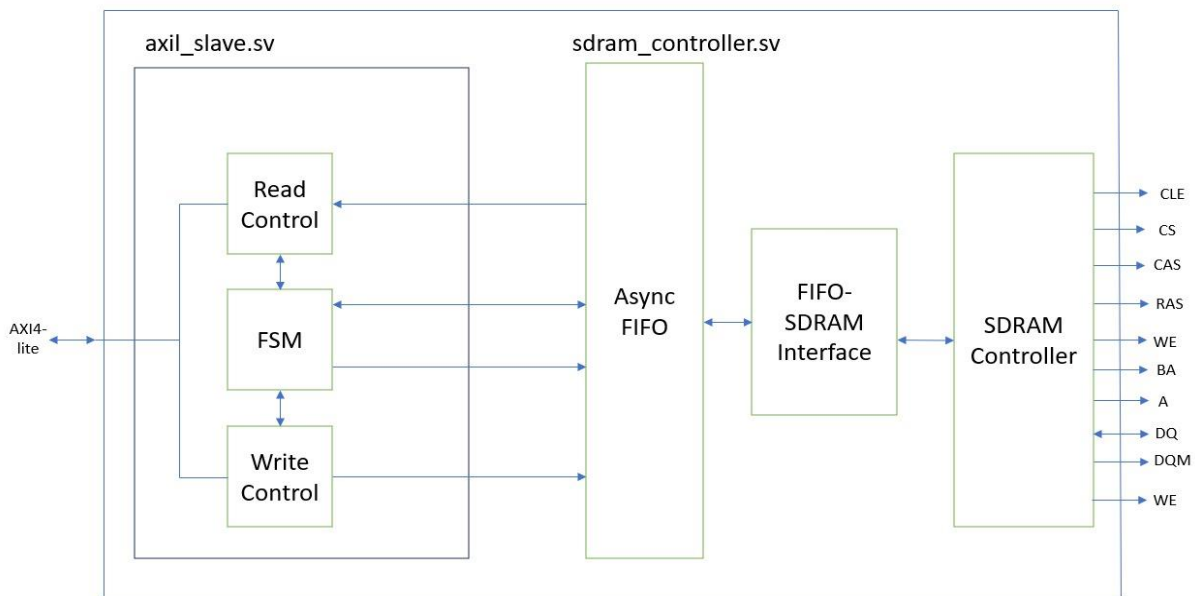 axil_slave.sv
sdram_controller.sv
Read
Control
FSM
Write
Control
AXI4-
lite
Async
FIFO
FIFO-
SDRAM
Interface
SDRAM
Controller
CLE
CS
CAS
RAS
WE
BA
A
DQ
DQM
WE